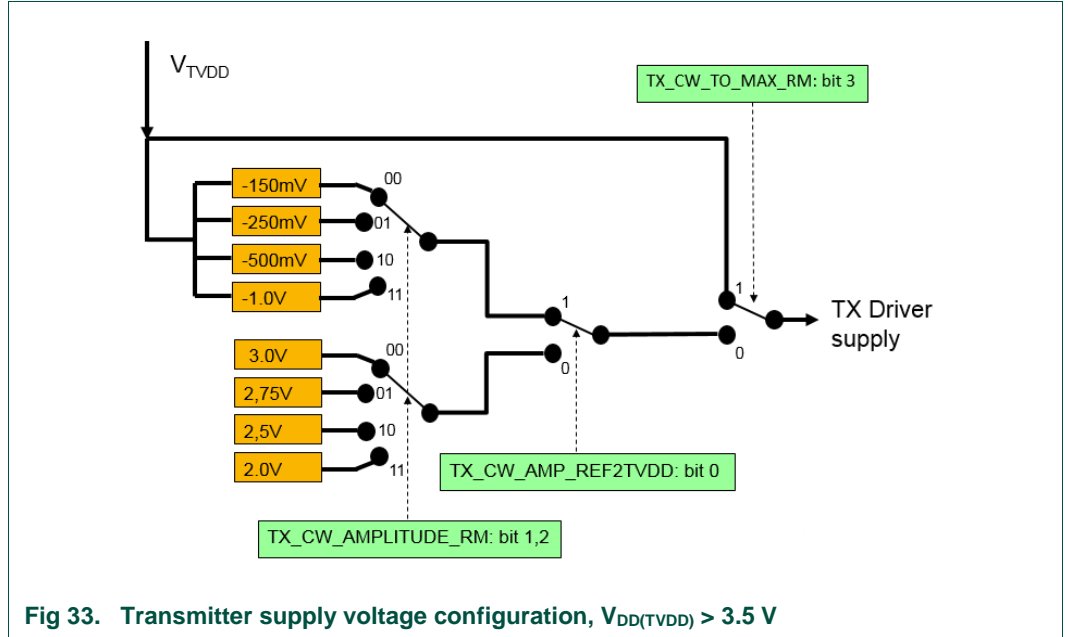 V_TVDD
TX_CW_TO_MAX_RM: bit 3
-150mV
00
-250mV
01
-500mV
10
-1.0V
11
1
0
TX Driver
supply
1
0
3.0V
00
2,75V
01
2,5V
10
2.0V
11
TX_CW_AMP_REF2TVDD: bit 0
TX_CW_AMPLITUDE_RM: bit 1,2
Fig 33. Transmitter supply voltage configuration, VDD(TVDD) > 3.5 V